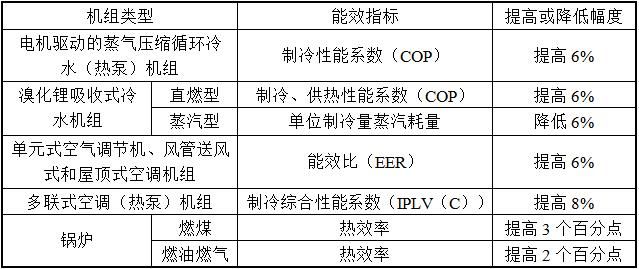 机组类型 能效指标 提高或降低幅度
电机驱动的蒸气压缩循环冷
水（热泵）机组 制冷性能系数（COP） 提高 6%
溴化锂吸收式冷
水机组 直燃型 制冷、供热性能系数（COP） 提高 6%
蒸汽型 单位制冷量蒸汽耗量 降低 6%
单元式空气调节机、风管送风
式和屋顶式空调机组 能效比（EER） 提高 6%
多联式空调（热泵）机组 制冷综合性能系数（IPLV（C）） 提高 8%
锅炉 燃煤 热效率 提高 3 个百分点
燃油燃气 热效率 提高 2 个百分点